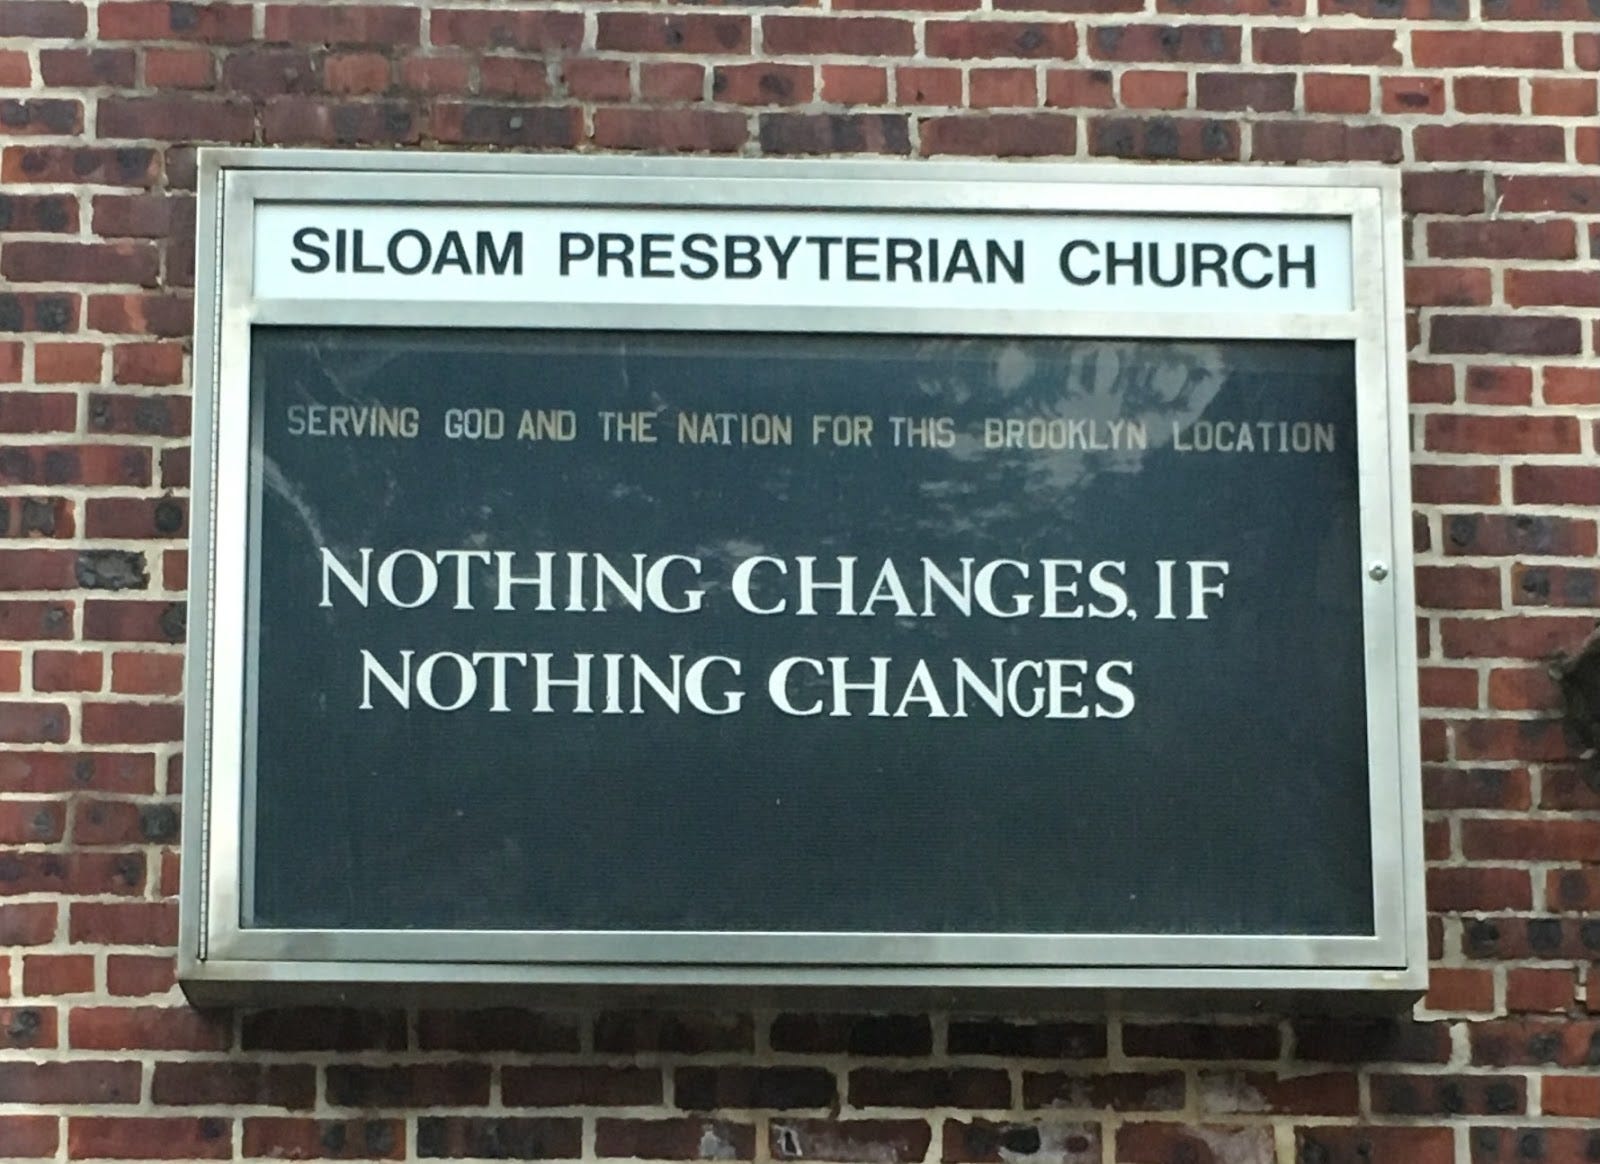 SILOAM PRESBYTERIAN CHURCH
SERVING GOD AND THE NATION FOR THIS BROOKLYN LOCATION
NOTHING CHANGES, IF
NOTHING CHANGES